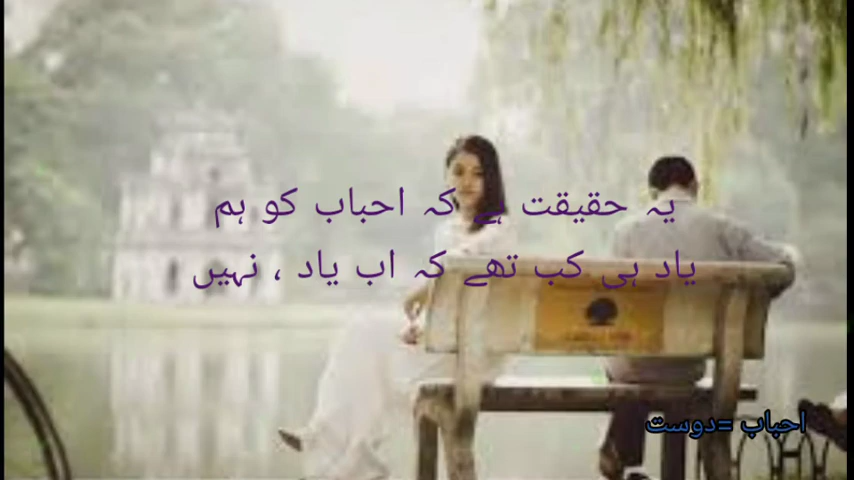 یہ حقیقت ہے کہ احباب کو ہم
یاد ہی کب تھے کہ اب یاد ، نہیں
احباب =دوست